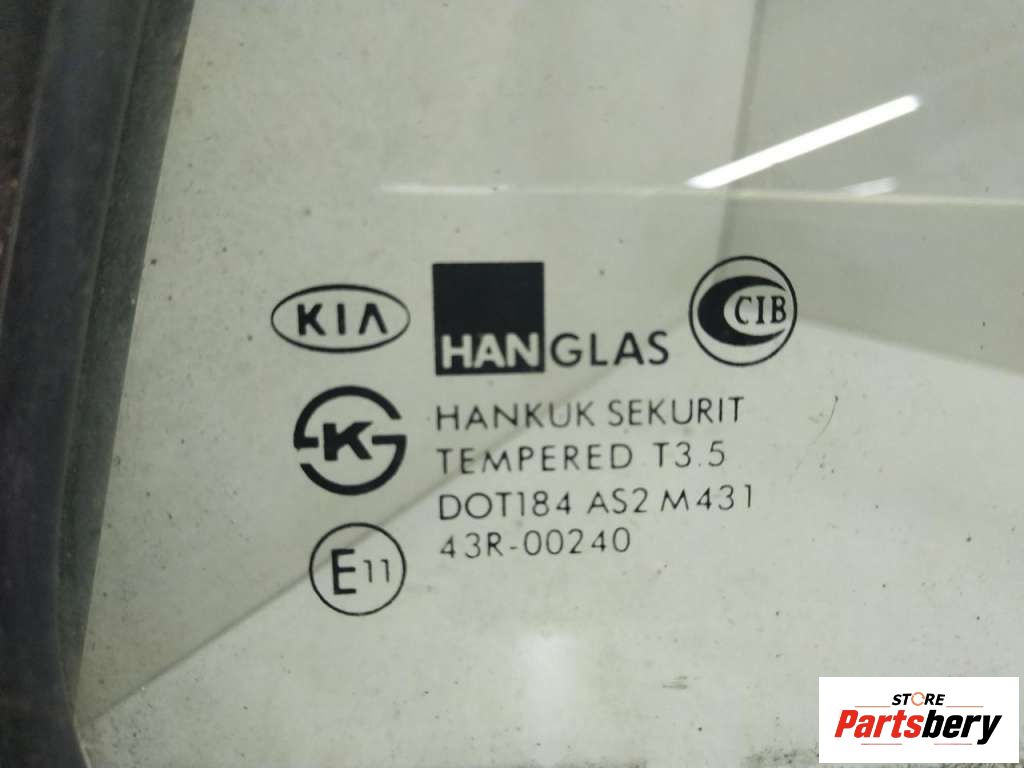 KIA
HANGLAS
CIB
K
HANKUK SEKURIT
TEMPERED T3.5
DOT184 AS2 M431
43R-00240
E11
STORE
Partsbery